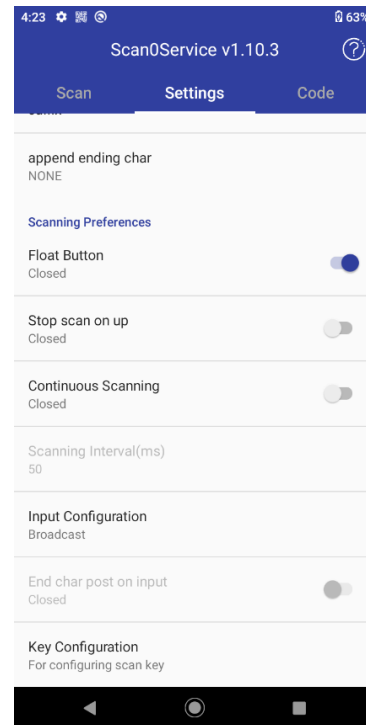 4:23
63%
Scan0Service v1.10.3
?
Scan
Settings
Code
append ending char
NONE
Scanning Preferences
Float Button
Closed
Stop scan on up
Closed
Continuous Scanning
Closed
Scanning Interval(ms)
50
Input Configuration
Broadcast
End char post on input
Closed
Key Configuration
For configuring scan key